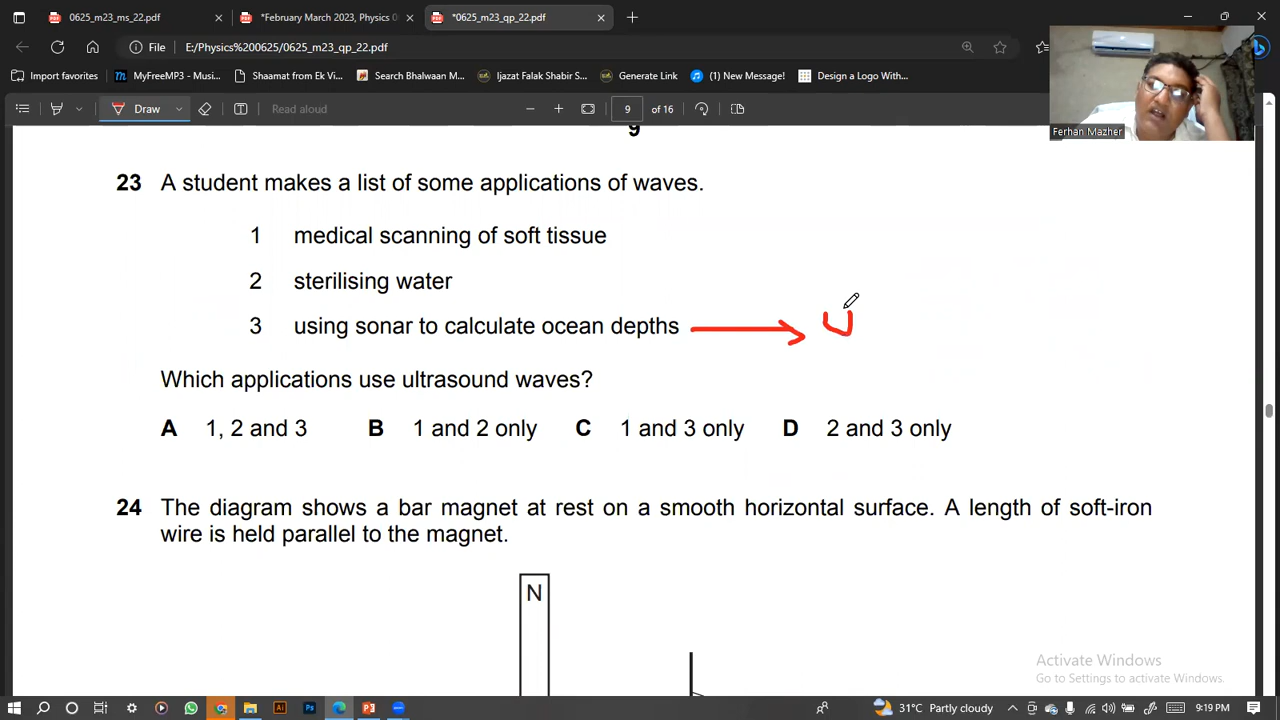 0625_m23_ms_22.pdf
*February March 2023, Physics 0
*0625_m23_qp_22.pdf
File
E:/Physics%200625/0625_m23_qp_22.pdf
Import favorites
MyFreeMP3 - Musi...
Shaamat from Ek Vi...
Search Bhalwaan M...
Ijazat Falak Shabir S...
Generate Link
(1) New Message!
Design a Logo With...
Draw
Read aloud
9
of 16
Ferhan Mazher
9
23 A student makes a list of some applications of waves.
1 medical scanning of soft tissue
2 sterilising water
3 using sonar to calculate ocean depths
U
Which applications use ultrasound waves?
A 1, 2 and 3 B 1 and 2 only C 1 and 3 only D 2 and 3 only
24 The diagram shows a bar magnet at rest on a smooth horizontal surface. A length of soft-iron
wire is held parallel to the magnet.
N
Activate Windows
Go to Settings to activate Windows.
31°C Partly cloudy
9:19 PM